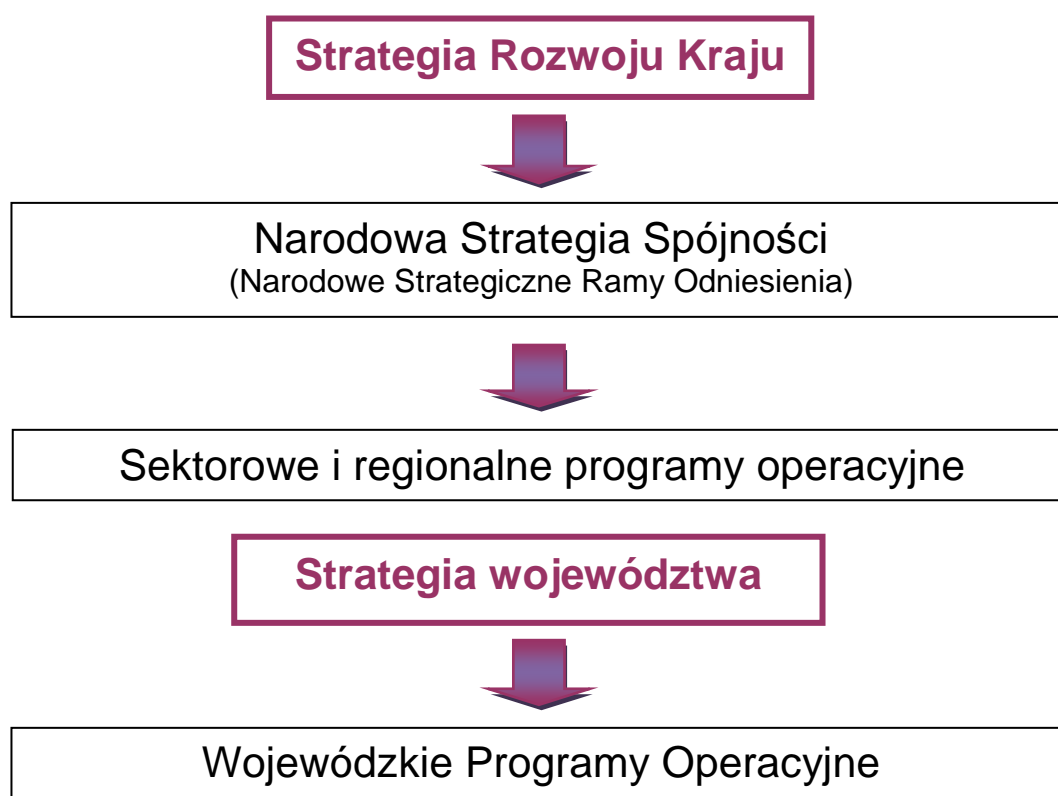 Strategia Rozwoju Kraju
Narodowa Strategia Spójności
(Narodowe Strategiczne Ramy Odniesienia)
Sektorowe i regionalne programy operacyjne
Strategia województwa
Wojewódzkie Programy Operacyjne